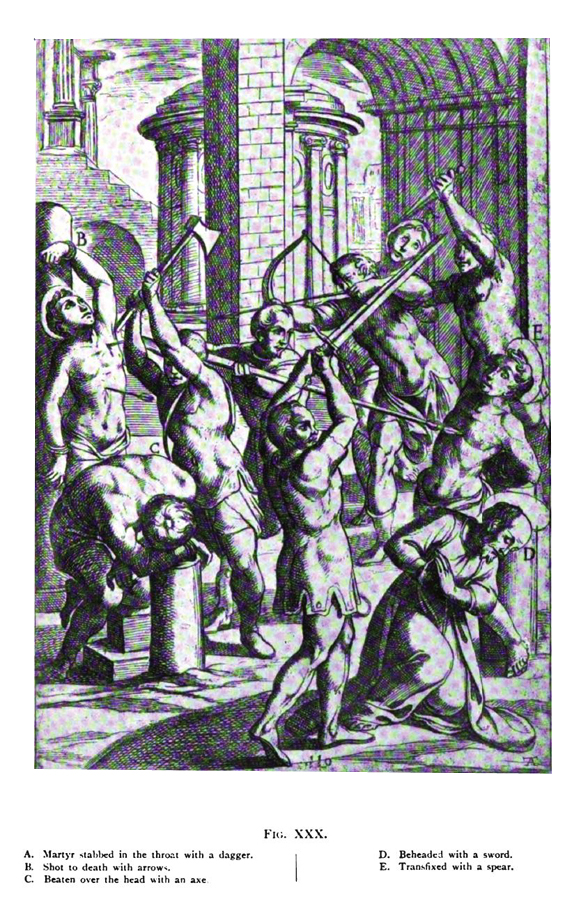 B
E
C
D
A
FIG. XXX.
A. Martyr stabbed in the throat with a dagger.
B. Shot to death with arrows.
C. Beaten over the head with an axe.
D. Beheaded with a sword.
E. Transfixed with a spear.